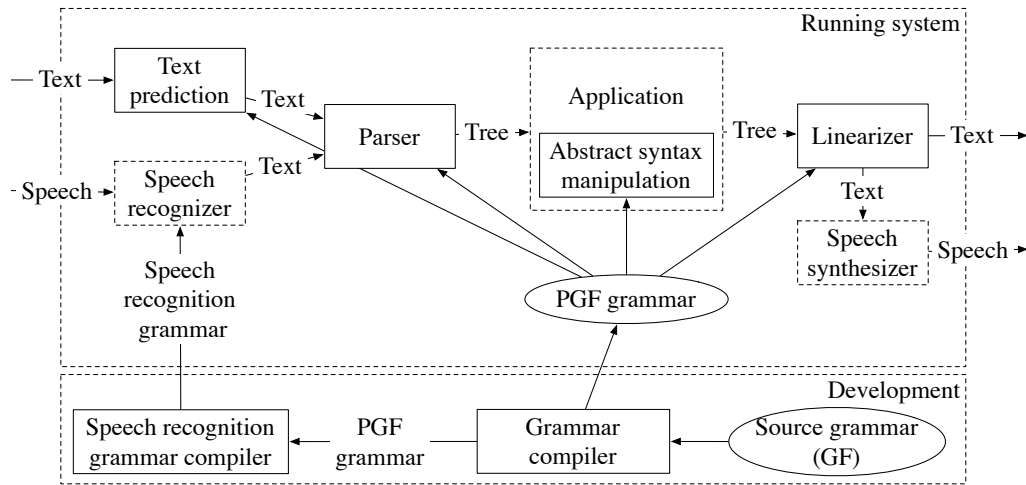 Running system
Text
Text
prediction
Text
Parser
Tree
Application
Abstract syntax
manipulation
Tree
Linearizer
Text
Speech
Speech
recognizer
Text
Text
Speech
synthesizer
Speech
Speech
recognition
grammar
PGF grammar
Development
Speech recognition
grammar compiler
PGF
grammar
Grammar
compiler
Source grammar
(GF)